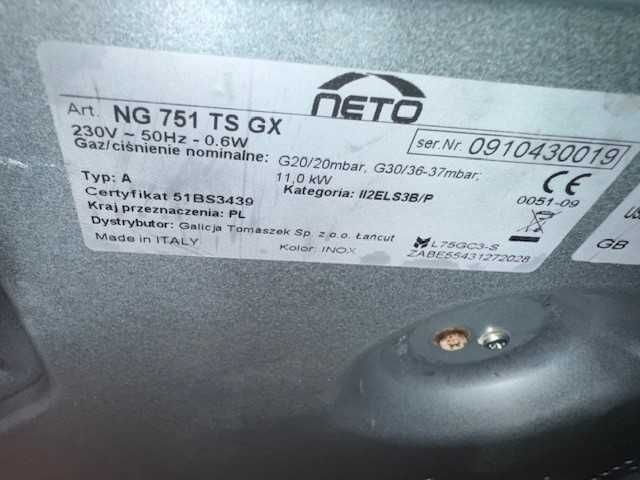 NETO
Art. NG 751 TS GX
230V ~ 50Hz - 0.6W
ser.Nr. 0910430019
Gaz/ciśnienie nominalne: G20/20mbar, G30/36-37mbar;
11,0 kW
Typ: A
Kategoria: II2ELS3B/P
CE
0051-09
Certyfikat 51BS3439
Kraj przeznaczenia: PL
Dystrybutor: Galicja Tomaszek Sp. z o.o. Łańcut
Made in ITALY
Kolor: INOX
L75GC3-S
ZABE55431272028
GB